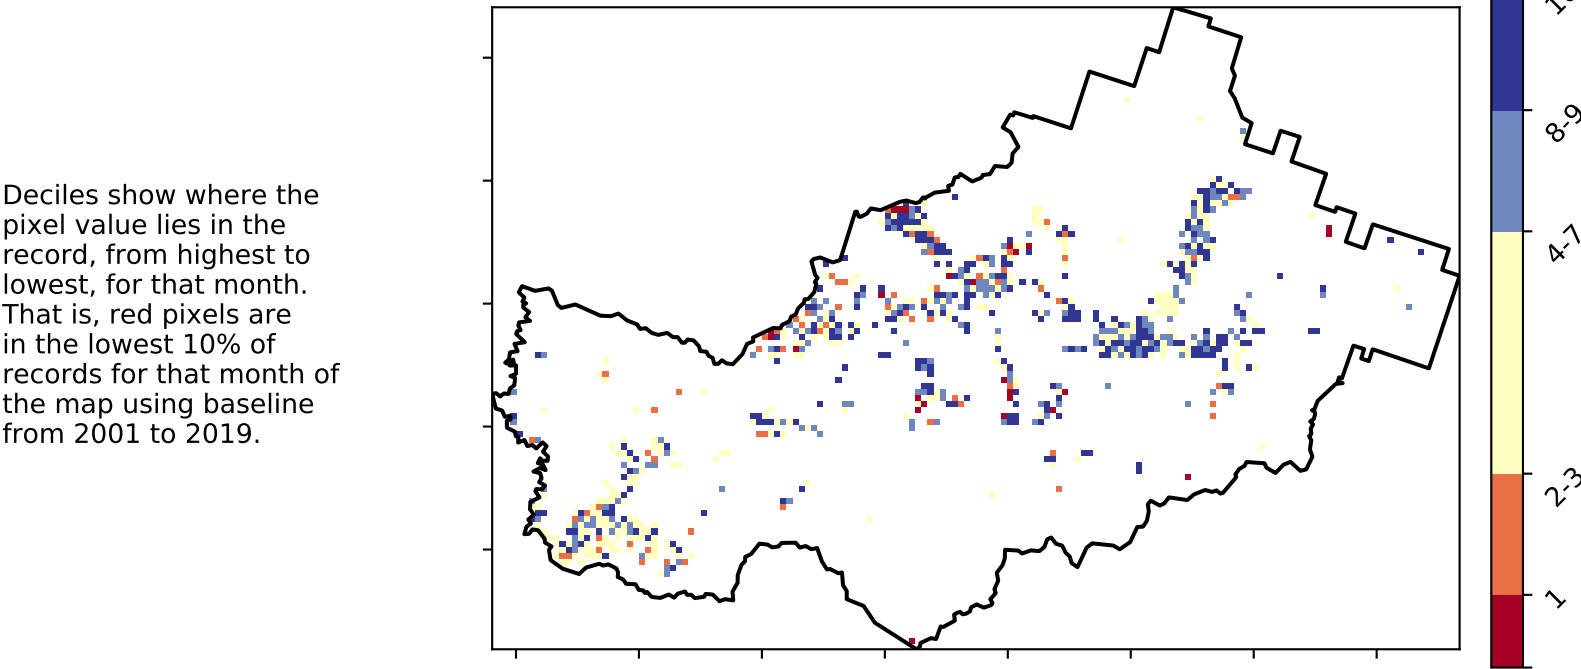 Deciles show where the
pixel value lies in the
record, from highest to
lowest, for that month.
That is, red pixels are
in the lowest 10% of
records for that month of
the map using baseline
from 2001 to 2019.
8-9
4-7
2-3
1